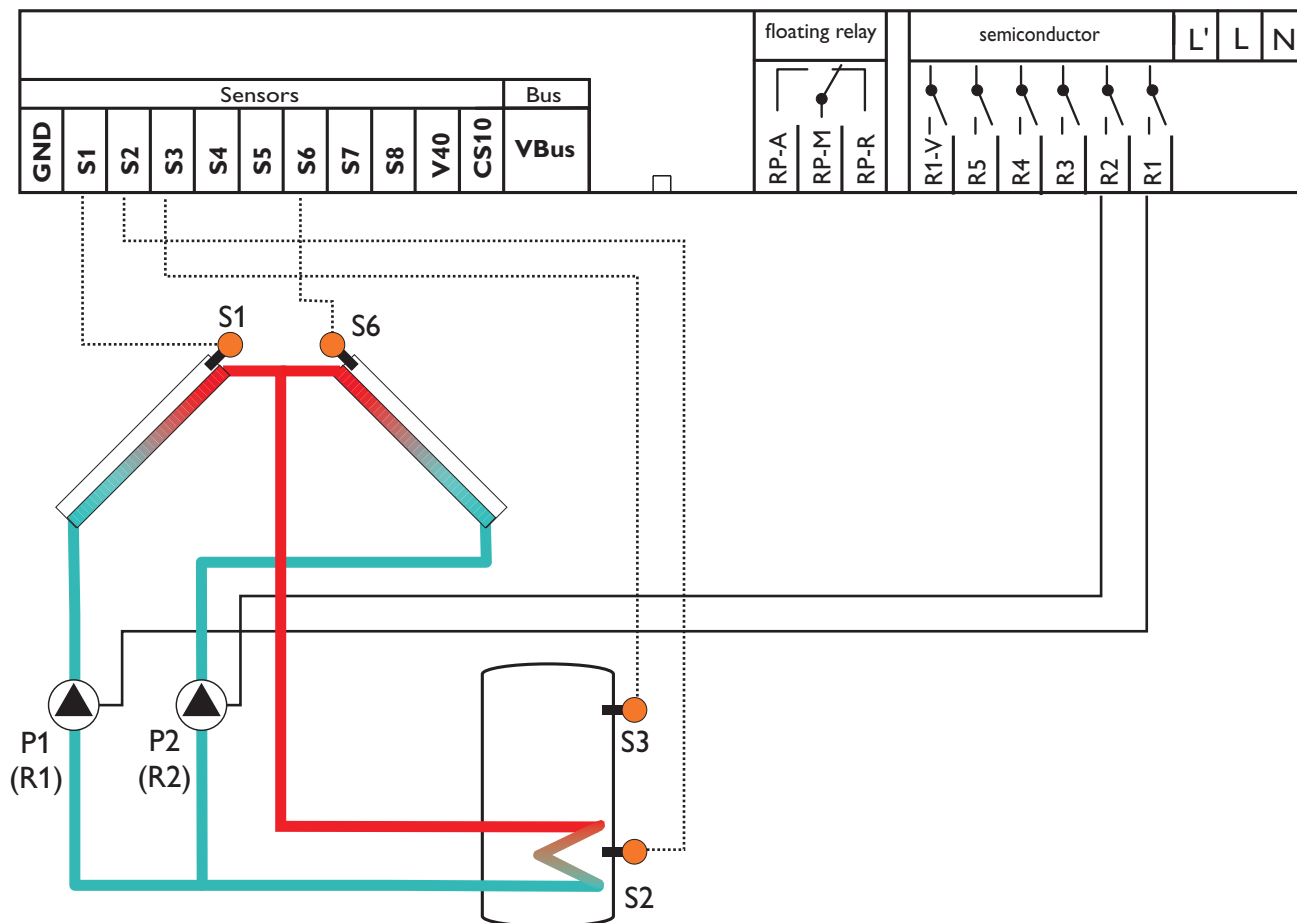 floating relay
semiconductor
L' L N
Sensors
Bus
GND S1 S2 S3 S4 S5 S6 S7 S8 V40 CS10 VBus
RP-A RP-M RP-R
R1-V R5 R4 R3 R2 R1
S1 S6
P1
(R1)
P2
(R2)
S3
S2